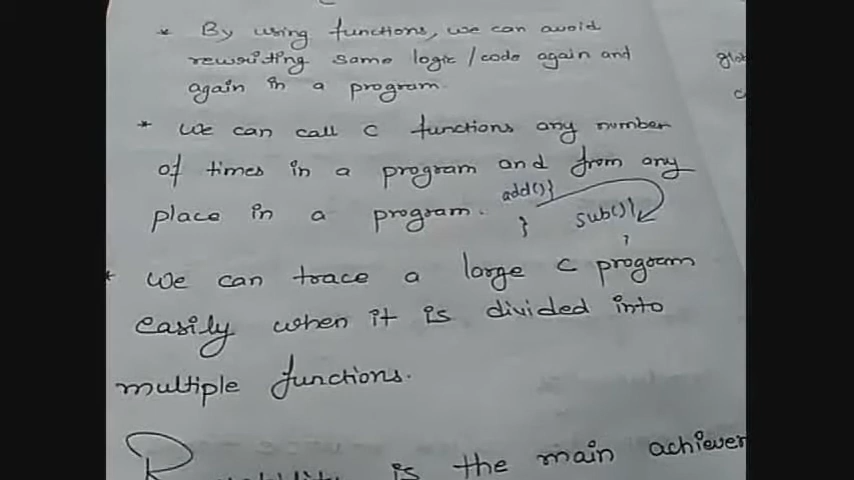 * By using functions, we can avoid
rewriting same logic / code again and
again in a program.
* We can call C functions any number
of times in a program and from any
place in a program. add(){
} sub(){
* We can trace a large C program
easily when it is divided into
multiple functions.
is the main achievem